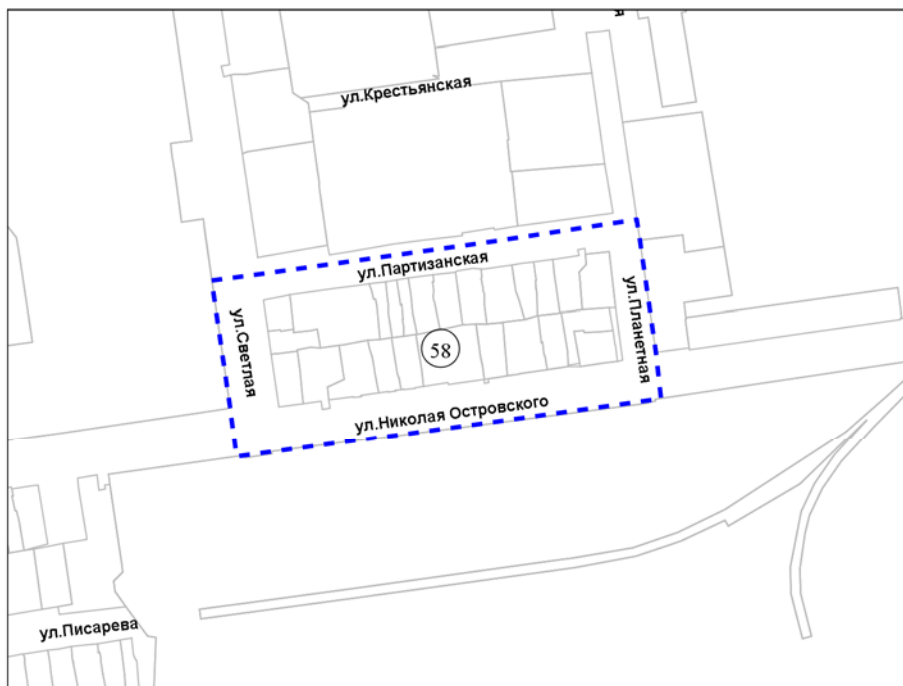 ул.Крестьянская
ул.Партизанская
ул.Светлая
ул.Планетная
58
ул.Николая Островского
ул.Писарева